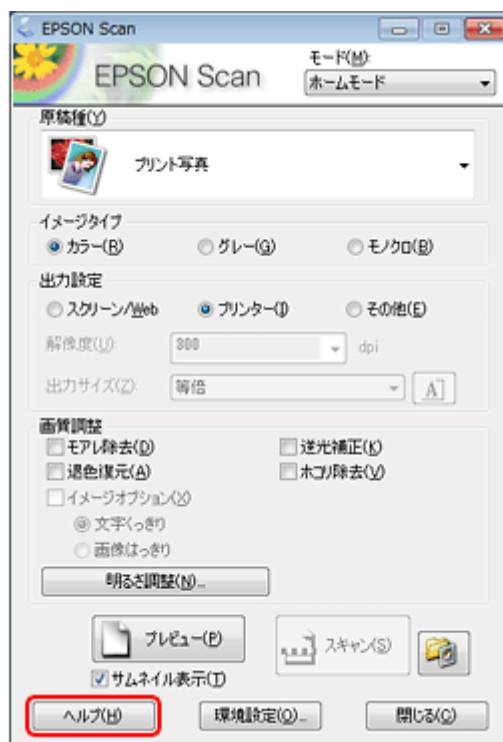 EPSON Scan
EPSON Scan
モード(M):
ホームモード
原稿種(Y)
プリント写真
イメージタイプ
カラー(R) グレー(G) モノクロ(B)
出力設定
スクリーン/Web プリンター(I) その他(E)
解像度(U): 300 dpi
出力サイズ(Z): 等倍 A
画質調整
モアレ除去(D) 逆光補正(K)
退色復元(A) ホコリ除去(V)
イメージオプション(X)
文字くっきり
画像はっきり
明るさ調整(N)...
プレビュー(P) スキャン(S)
サムネイル表示(T)
ヘルプ(H) 環境設定(O)... 閉じる(C)